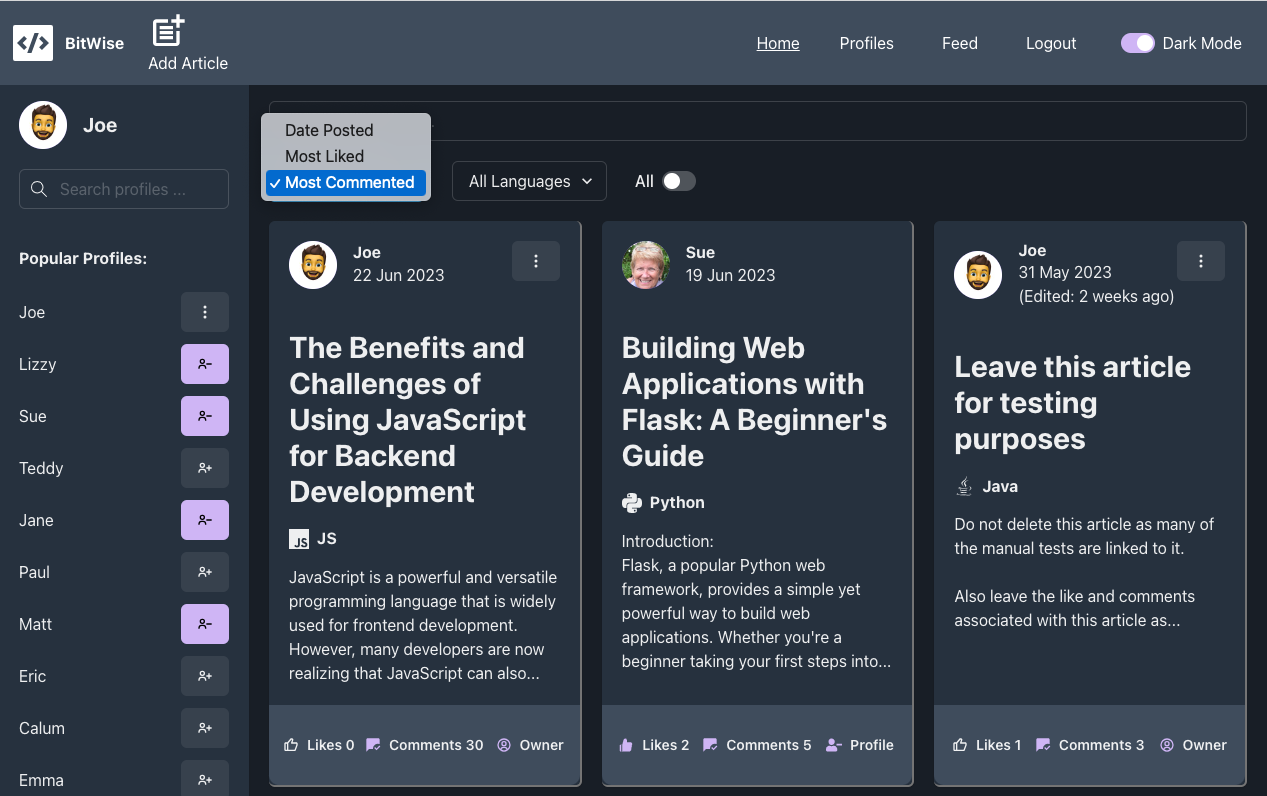 BitWise
Add Article
Home
Profiles
Feed
Logout
Dark Mode
Joe
Search profiles ...
Popular Profiles:
Joe
Lizzy
Sue
Teddy
Jane
Paul
Matt
Eric
Calum
Emma
Date Posted
Most Liked
Most Commented
All Languages
All
Joe
22 Jun 2023
The Benefits and
Challenges of
Using JavaScript
for Backend
Development
JS JS
JavaScript is a powerful and versatile
programming language that is widely
used for frontend development.
However, many developers are now
realizing that JavaScript can also...
Likes 0 Comments 30 Owner
Sue
19 Jun 2023
Building Web
Applications with
Flask: A Beginner's
Guide
Python
Introduction:
Flask, a popular Python web
framework, provides a simple yet
powerful way to build web
applications. Whether you're a
beginner taking your first steps into...
Likes 2 Comments 5 Profile
Joe
31 May 2023
(Edited: 2 weeks ago)
Leave this article
for testing
purposes
Java
Do not delete this article as many of
the manual tests are linked to it.
Also leave the like and comments
associated with this article as...
Likes 1 Comments 3 Owner